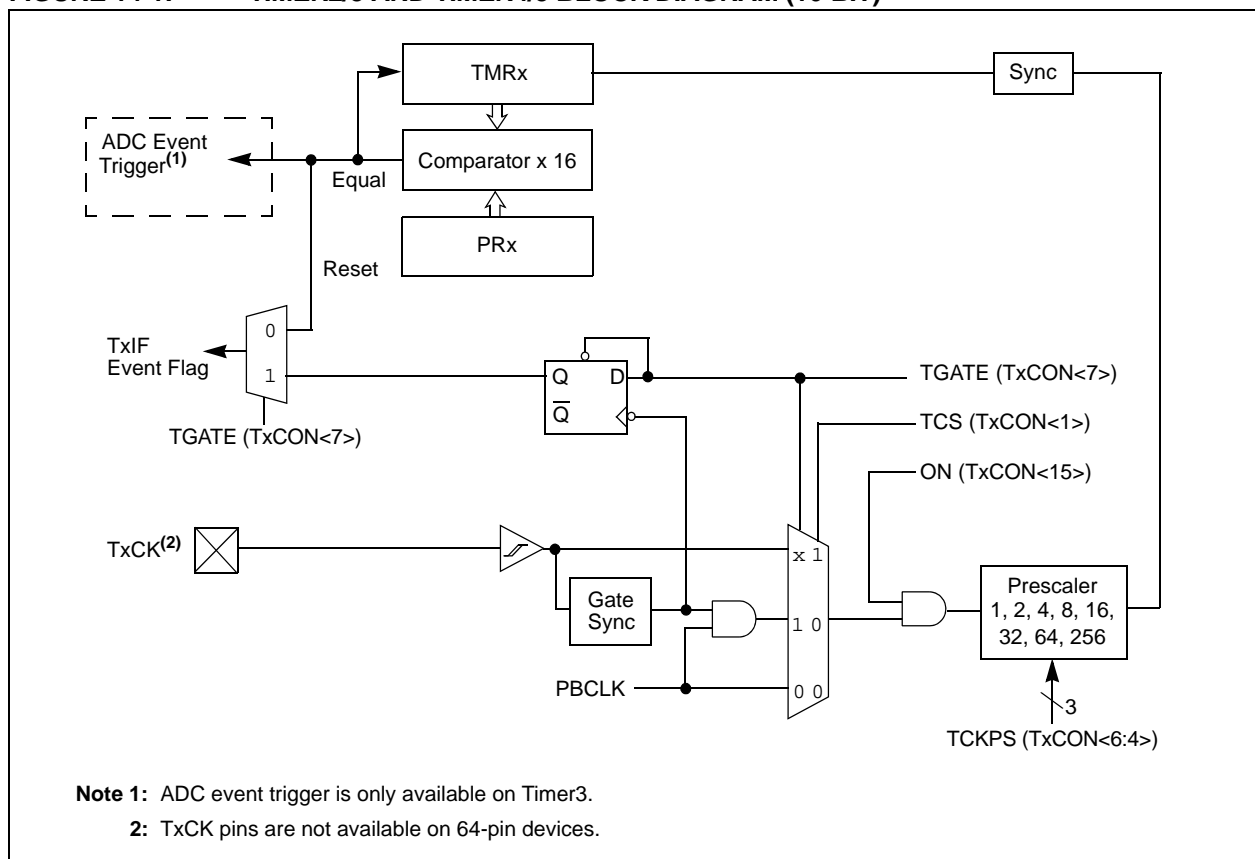 TMRx
Sync
ADC Event
Trigger(1)
Comparator x 16
Equal
PRx
Reset
0
TxIF
Event Flag
1
Q D
Q
TGATE (TxCON<7>)
TGATE (TxCON<7>)
TCS (TxCON<1>)
ON (TxCON<15>)
TxCK(2)
x 1
Gate
Sync
1 0
Prescaler
1, 2, 4, 8, 16,
32, 64, 256
PBCLK
0 0
3
TCKPS (TxCON<6:4>)
Note 1: ADC event trigger is only available on Timer3.
2: TxCK pins are not available on 64-pin devices.